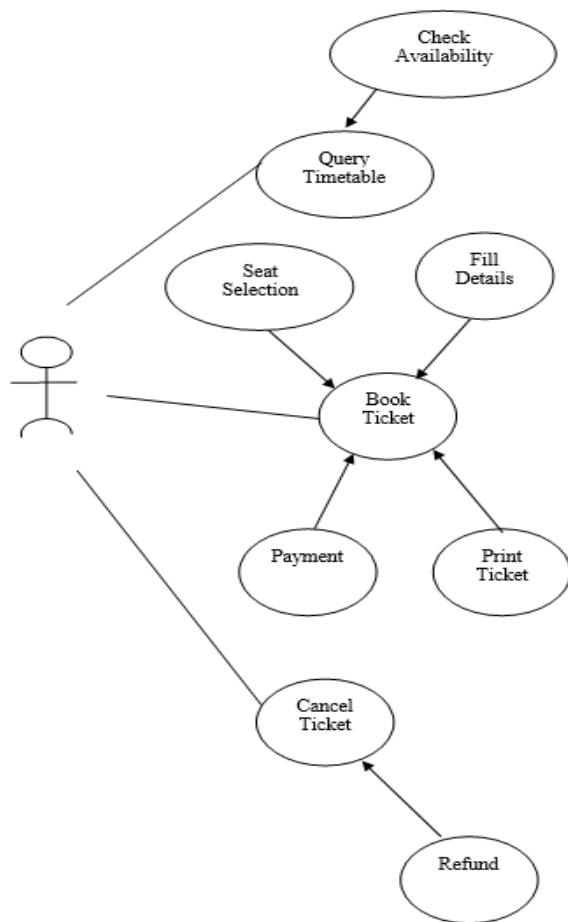 Check
Availability
Query
Timetable
Seat
Selection
Fill
Details
Book
Ticket
Payment
Print
Ticket
Cancel
Ticket
Refund